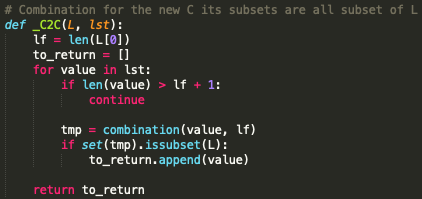 # Combination for the new C its subsets are all subset of L
def _C2C(L, lst):
    lf = len(L[0])
    to_return = []
    for value in lst:
        if len(value) > lf + 1:
            continue

        tmp = combination(value, lf)
        if set(tmp).issubset(L):
            to_return.append(value)

    return to_return